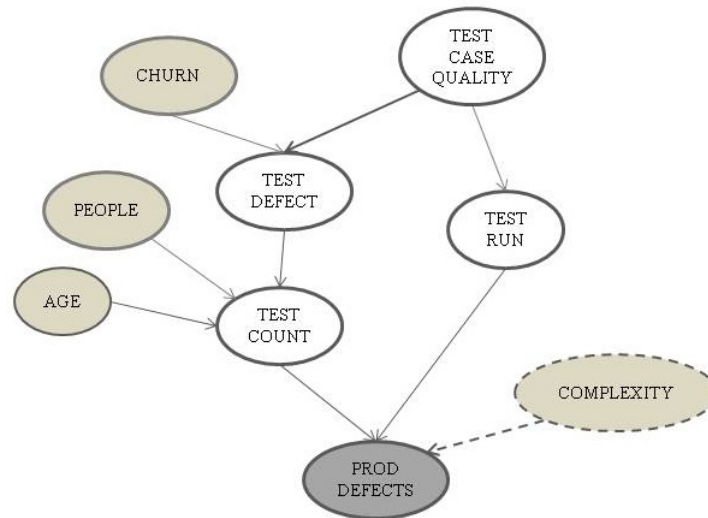 TEST
CASE
QUALITY
CHURN
TEST
DEFECT
PEOPLE
TEST
RUN
AGE
TEST
COUNT
COMPLEXITY
PROD
DEFECTS